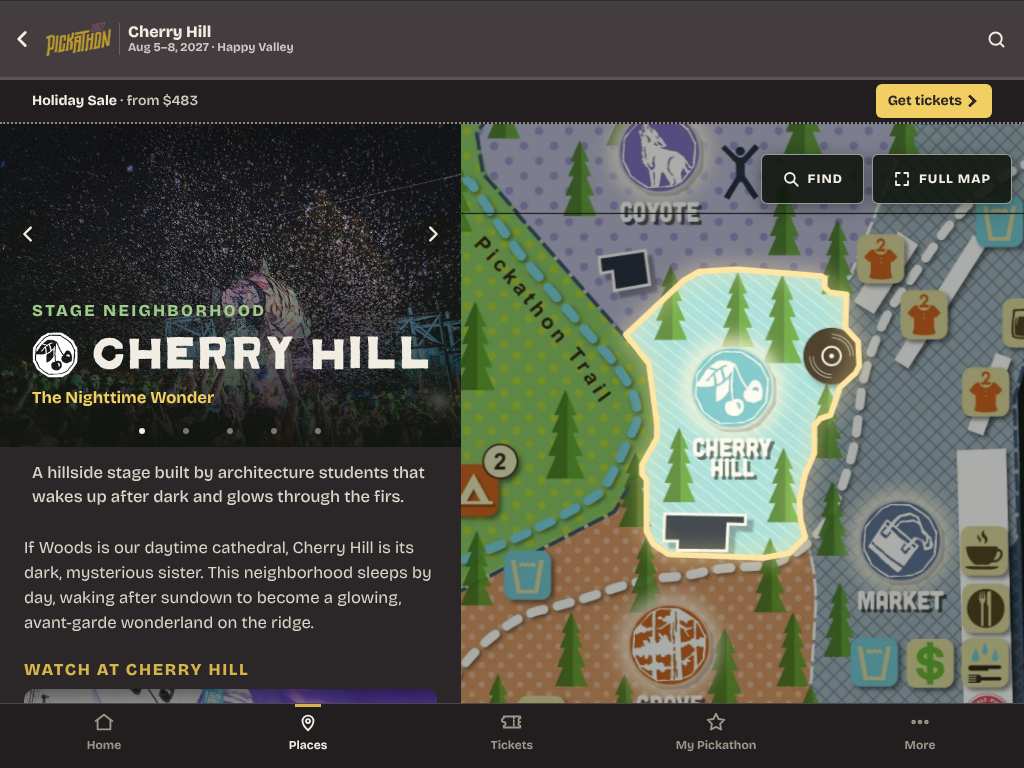 PICKATHON
Cherry Hill
Aug 5–8, 2027 · Happy Valley
Holiday Sale · from $483
Get tickets
STAGE NEIGHBORHOOD
CHERRY HILL
The Nighttime Wonder
A hillside stage built by architecture students that
wakes up after dark and glows through the firs.
If Woods is our daytime cathedral, Cherry Hill is its
dark, mysterious sister. This neighborhood sleeps by
day, waking after sundown to become a glowing,
avant-garde wonderland on the ridge.
WATCH AT CHERRY HILL
FIND
FULL MAP
COYOTE
Pickathon Trail
2
2
2
2
CHERRY
HILL
MARKET
$
GROVE
Home
Places
Tickets
My Pickathon
More